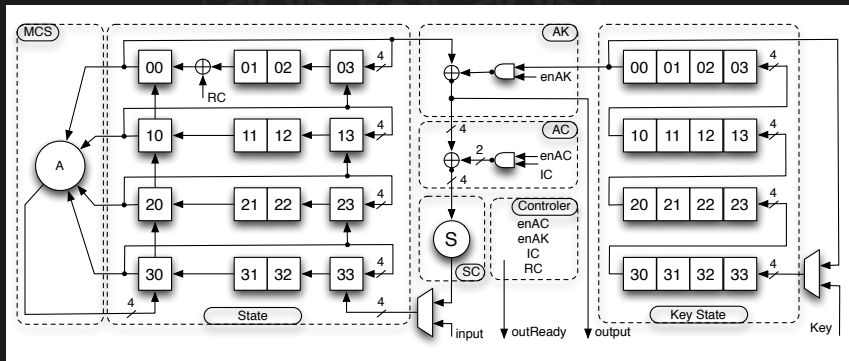 MCS
AK
00 01 02 03 4
RC
enAK
00 01 02 03 4
10 11 12 13 4
4
AC
2
enAC
IC
4
10 11 12 13 4
A
20 21 22 23 4
S
SC
Controler
enAC
enAK
IC
RC
20 21 22 23 4
30 31 32 33 4
4
4
State
input
outReady
output
30 31 32 33 4
Key State
Key